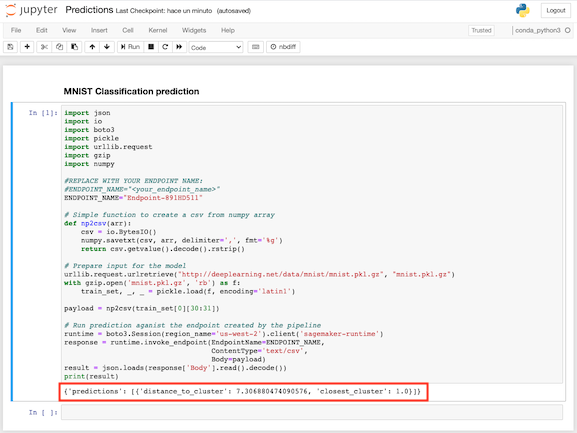 jupyter Predictions Last Checkpoint: hace un minuto (autosaved)
Logout
File Edit View Insert Cell Kernel Widgets Help
Trusted
conda_python3
Run
Code
nbdiff
MNIST Classification prediction
In [1]:
import json
import io
import boto3
import pickle
import urllib.request
import gzip
import numpy
#REPLACE WITH YOUR ENDPOINT NAME:
#ENDPOINT_NAME="<your_endpoint_name>"
ENDPOINT_NAME="Endpoint-891HD511"
# Simple function to create a csv from numpy array
def np2csv(arr):
    csv = io.BytesIO()
    numpy.savetxt(csv, arr, delimiter=',', fmt='%g')
    return csv.getvalue().decode().rstrip()
# Prepare input for the model
urllib.request.urlretrieve("http://deeplearning.net/data/mnist/mnist.pkl.gz", "mnist.pkl.gz")
with gzip.open('mnist.pkl.gz', 'rb') as f:
    train_set, _, _ = pickle.load(f, encoding='latin1')
payload = np2csv(train_set[0][30:31])
# Run prediction aganist the endpoint created by the pipeline
runtime = boto3.Session(region_name='us-west-2').client('sagemaker-runtime')
response = runtime.invoke_endpoint(EndpointName=ENDPOINT_NAME,
                                   ContentType='text/csv',
                                   Body=payload)
result = json.loads(response['Body'].read().decode())
print(result)
{'predictions': [{'distance_to_cluster': 7.306880474090576, 'closest_cluster': 1.0}]}
In [ ]: